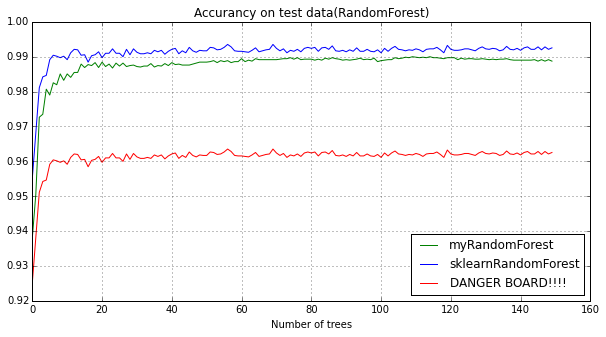 Accurancy on test data(RandomForest)
1.00
0.99
0.98
0.97
0.96
0.95
0.94
0.93
0.92
0 20 40 60 80 100 120 140 160
Number of trees
myRandomForest
sklearnRandomForest
DANGER BOARD!!!!